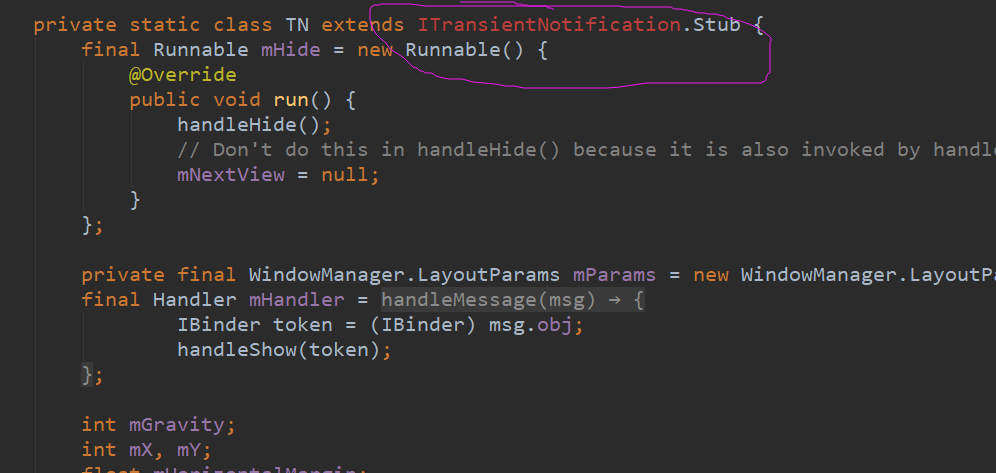 private static class TN extends ITransientNotification.Stub {
final Runnable mHide = new Runnable() {
@Override
public void run() {
handleHide();
// Don't do this in handleHide() because it is also invoked by handle
mNextView = null;
}
};
private final WindowManager.LayoutParams mParams = new WindowManager.LayoutPa
final Handler mHandler = handleMessage(msg) → {
IBinder token = (IBinder) msg.obj;
handleShow(token);
};
int mGravity;
int mX, mY;
float mHorizontalMargin;